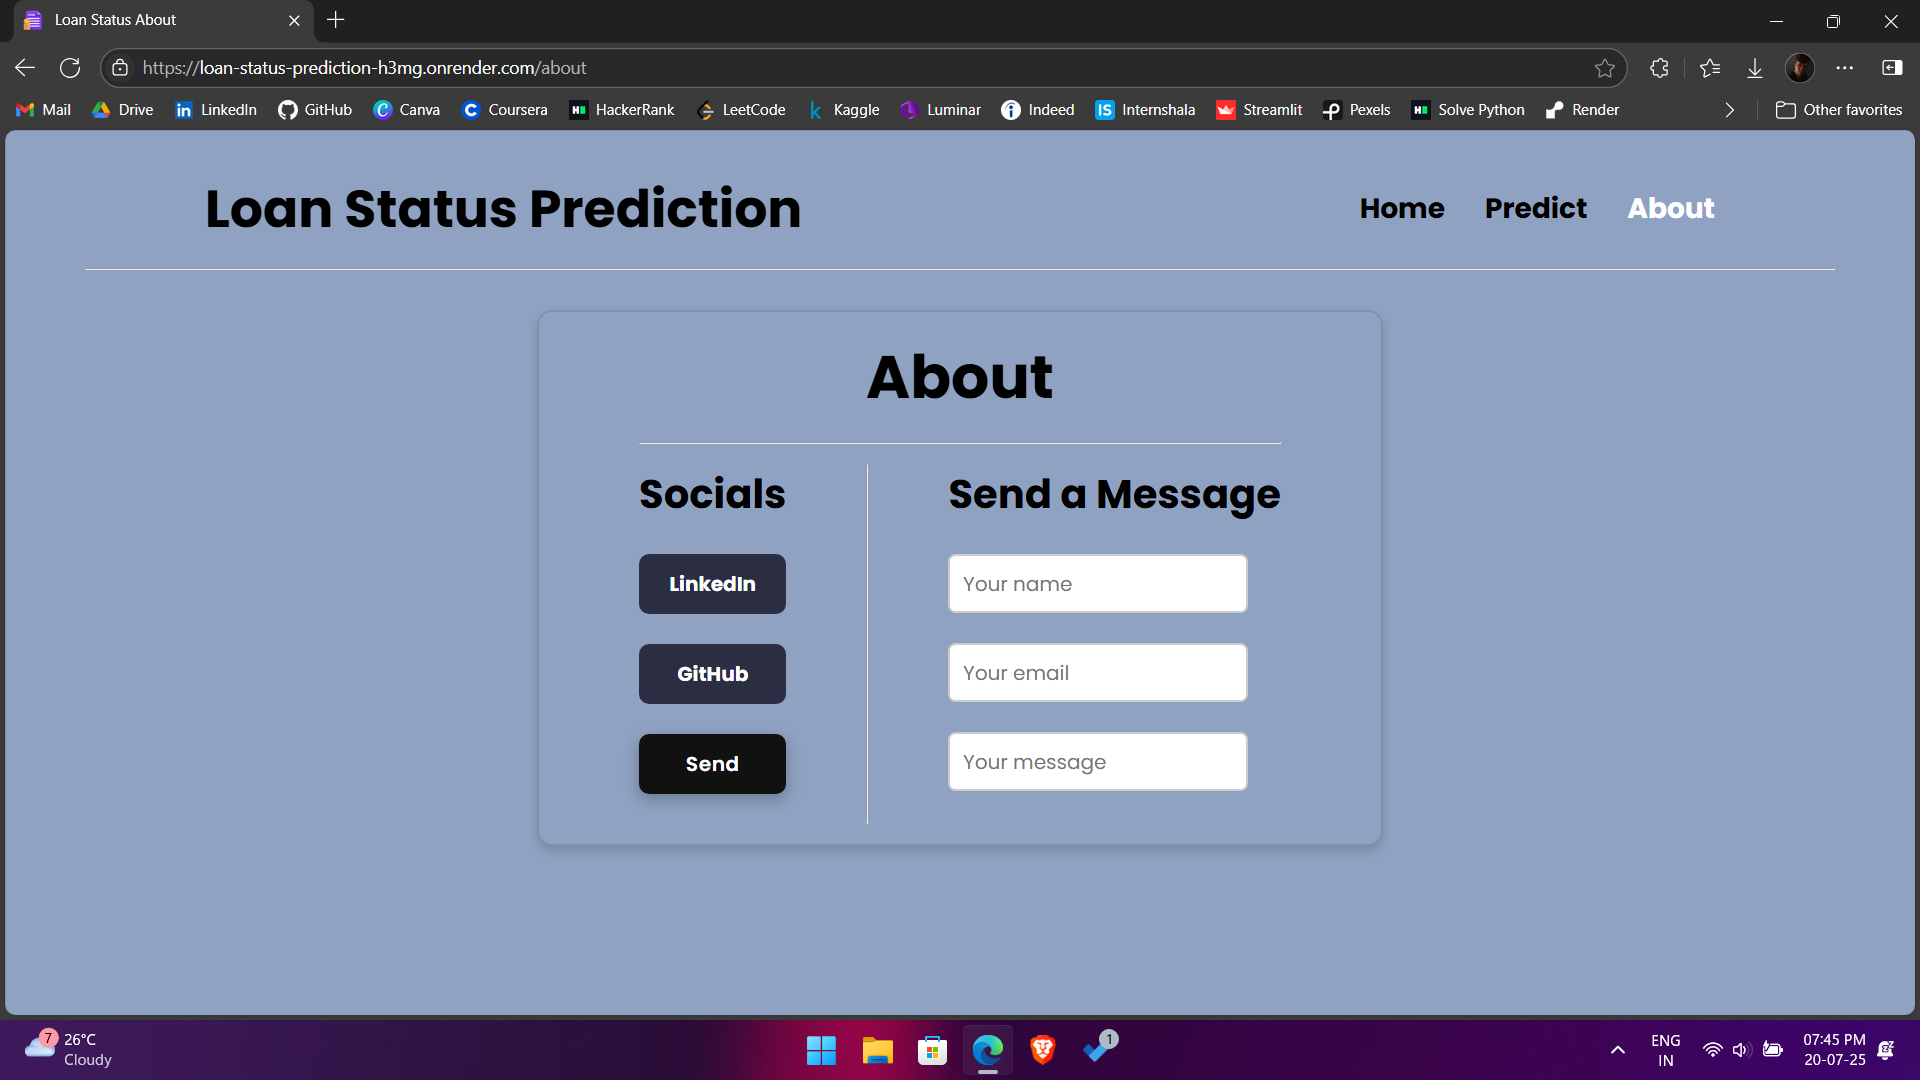 Loan Status About
https://loan-status-prediction-h3mg.onrender.com/about
Mail Drive LinkedIn GitHub Canva Coursera HackerRank LeetCode Kaggle Luminar Indeed Internshala Streamlit Pexels Solve Python Render Other favorites
Loan Status Prediction
Home Predict About
About
Socials
LinkedIn
GitHub
Send
Send a Message
Your name
Your email
Your message
7
26°C
Cloudy
1
ENG
IN
07:45 PM
20-07-25